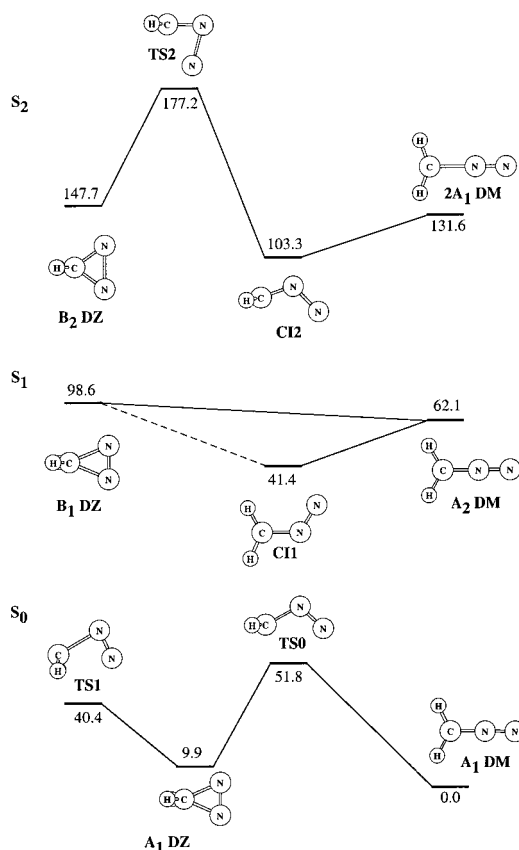 H C N
N
TS2
S2
177.2
147.7
H C N N
H
2A1 DM
131.6
H C N
N
B2 DZ
103.3
H C N
N
CI2
S1
98.6
62.1
H C N
N
B1 DZ
41.4
H C N N
H
CI1
H C N N
H
A2 DM
S0
C N
H N
TS1
H C N N
TS0
40.4
51.8
9.9
H C N N
H
A1 DM
0.0
H C N
N
A1 DZ